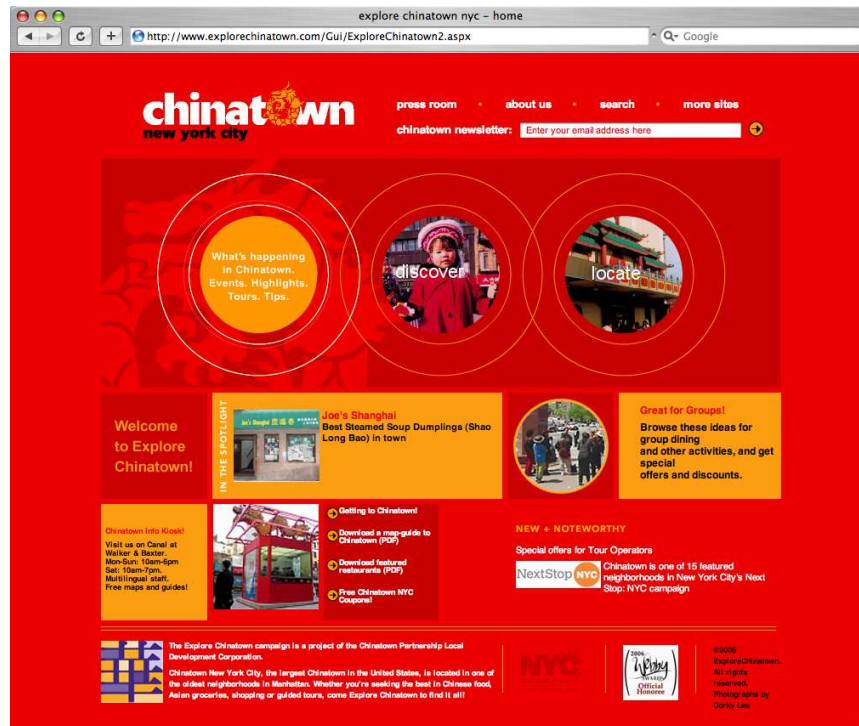 explore chinatown nyc – home
http://www.explorechinatown.com/Gui/ExploreChinatown2.aspx
Google
chinatown
new york city
press room • about us • search • more sites
chinatown newsletter: Enter your email address here
What's happening
in Chinatown.
Events. Highlights.
Tours. Tips.
discover
locate
Welcome
to Explore
Chinatown!
IN THE SPOTLIGHT
Joe's Shanghai
Joe's Shanghai
Best Steamed Soup Dumplings (Shao
Long Bao) in town
Great for Groups!
Browse these ideas for
group dining
and other activities, and get
special
offers and discounts.
Chinatown Info Kiosk!
Visit us on Canal at
Walker & Baxter.
Mon-Sun: 10am-6pm
Sat: 10am-7pm.
Multilingual staff.
Free maps and guides!
Getting to Chinatown!
Download a map-guide to
Chinatown (PDF)
Download featured
restaurants (PDF)
Free Chinatown NYC
Coupons!
NEW + NOTEWORTHY
Special offers for Tour Operators
NextStop NYC
Chinatown is one of 15 featured
neighborhoods in New York City's Next
Stop: NYC campaign
The Explore Chinatown campaign is a project of the Chinatown Partnership Local
Development Corporation.
Chinatown New York City, the largest Chinatown in the United States, is located in one of
the oldest neighborhoods in Manhattan. Whether you're seeking the best in Chinese food,
Asian groceries, shopping or guided tours, come Explore Chinatown to find it all!
NYC
2006
Webby
AWARDS
Official
Honoree
©2006
ExploreChinatown.
All rights
reserved.
Photographs by
Corky Lee